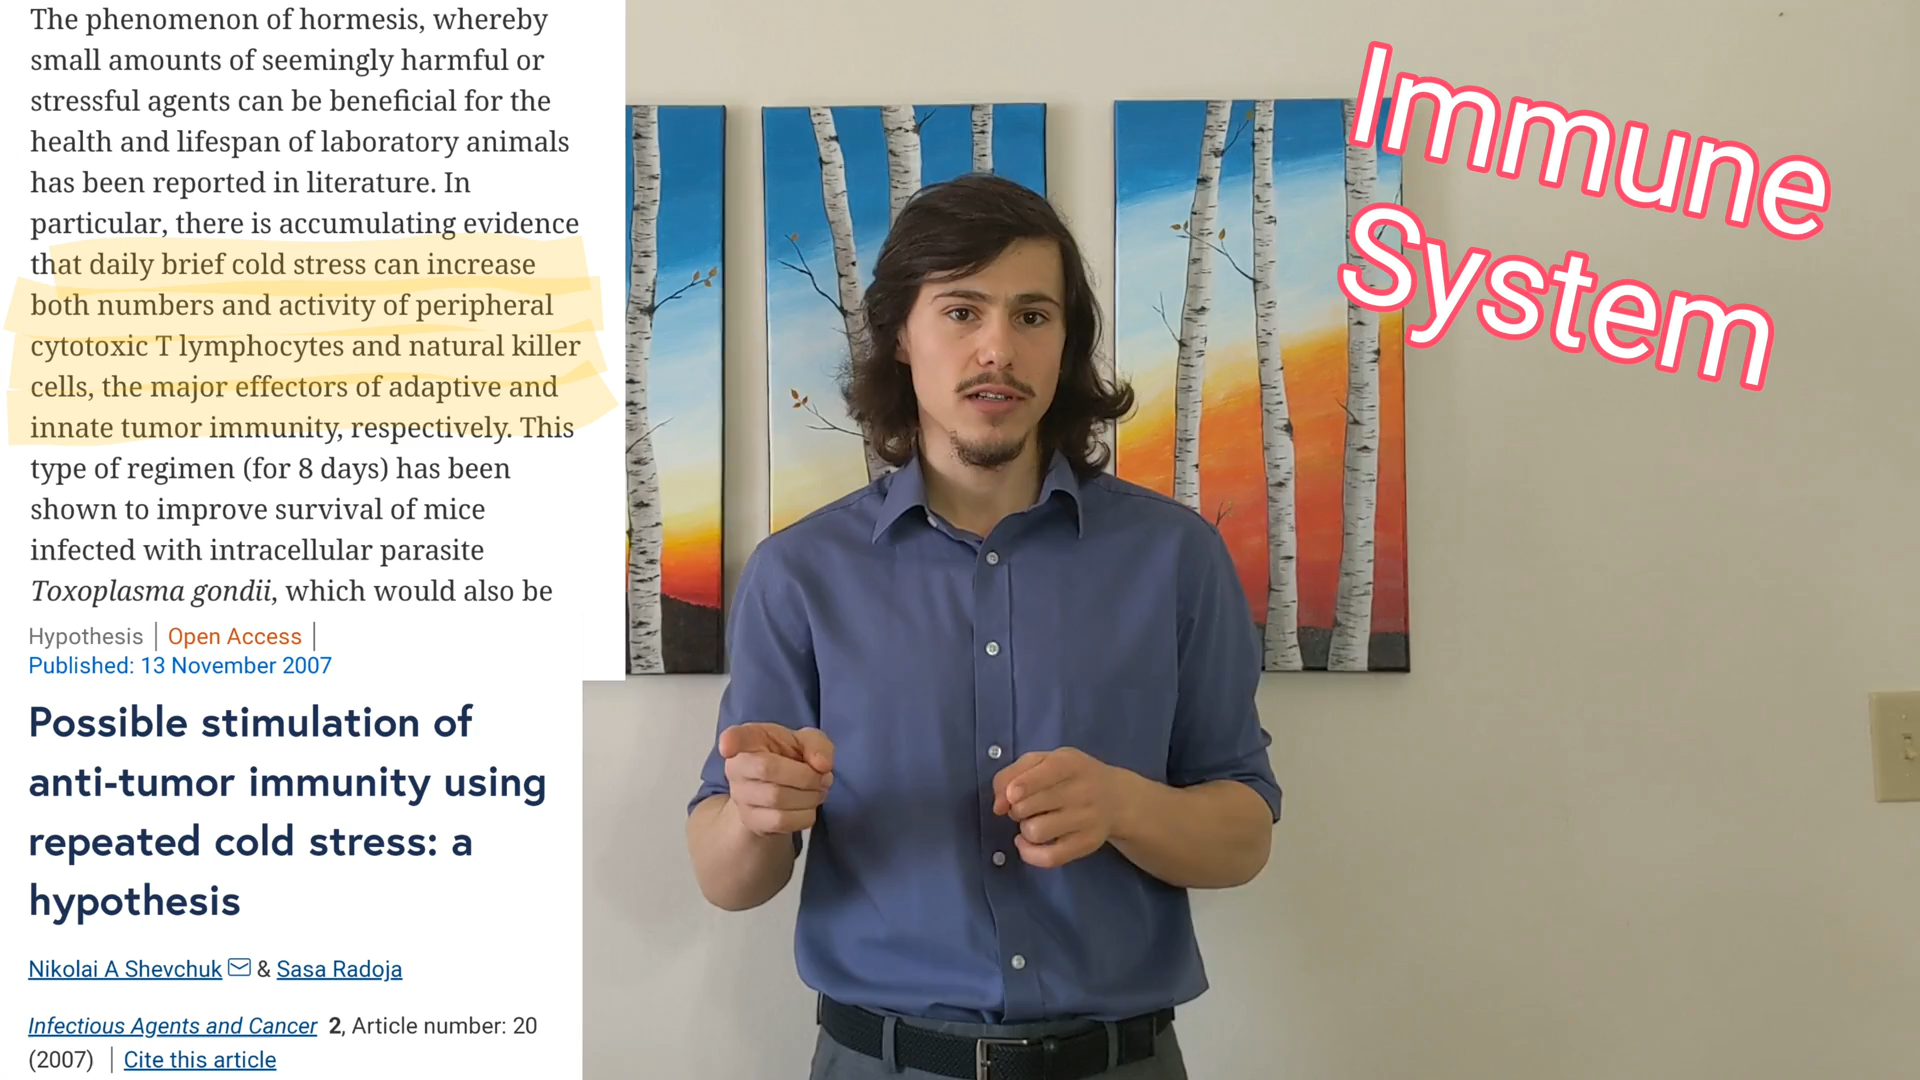 The phenomenon of hormesis, whereby
small amounts of seemingly harmful or
stressful agents can be beneficial for the
health and lifespan of laboratory animals
has been reported in literature. In
particular, there is accumulating evidence
that daily brief cold stress can increase
both numbers and activity of peripheral
cytotoxic T lymphocytes and natural killer
cells, the major effectors of adaptive and
innate tumor immunity, respectively. This
type of regimen (for 8 days) has been
shown to improve survival of mice
infected with intracellular parasite
Toxoplasma gondii, which would also be
Hypothesis | Open Access |
Published: 13 November 2007
Possible stimulation of
anti-tumor immunity using
repeated cold stress: a
hypothesis
Nikolai A Shevchuk & Sasa Radoja
Infectious Agents and Cancer 2, Article number: 20
(2007) | Cite this article
Immune
System